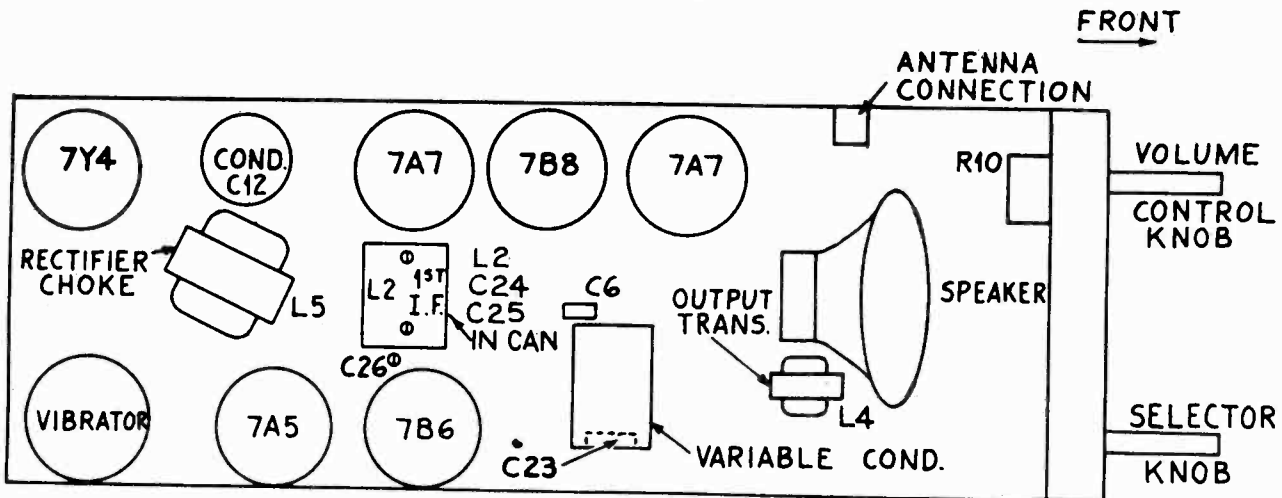 FRONT
ANTENNA
CONNECTION
7Y4
COND.
C12
7A7
7B8
7A7
R10
VOLUME
CONTROL
KNOB
RECTIFIER
CHOKE
L5
L2
1ST
I.F.
L2
C24
C25
IN CAN
C6
OUTPUT
TRANS.
SPEAKER
C26
VIBRATOR
7A5
7B6
C23
VARIABLE COND.
L4
SELECTOR
KNOB